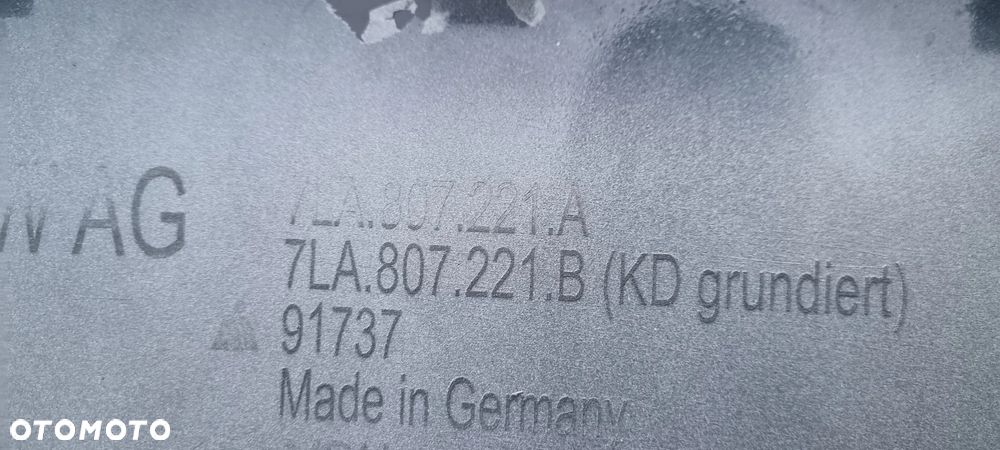 AG
7LA.807.221.A
7LA.807.221.B (KD grundiert)
91737
Made in Germany
OTOMOTO